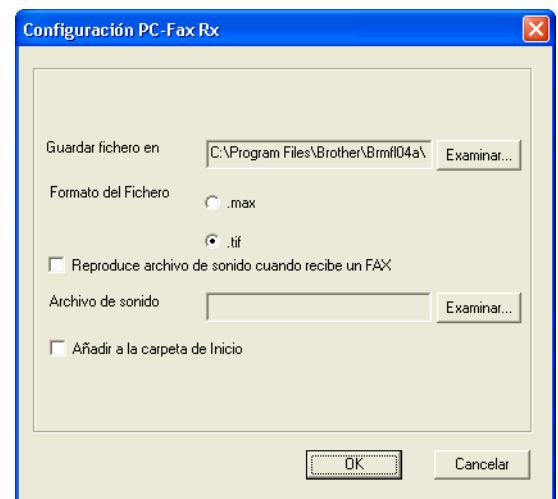 Configuración PC-Fax Rx
Guardar fichero en C:\Program Files\Brother\Brmfl04a\ Examinar...
Formato del Fichero .max
.tif
Reproduce archivo de sonido cuando recibe un FAX
Archivo de sonido Examinar...
Añadir a la carpeta de Inicio
OK Cancelar